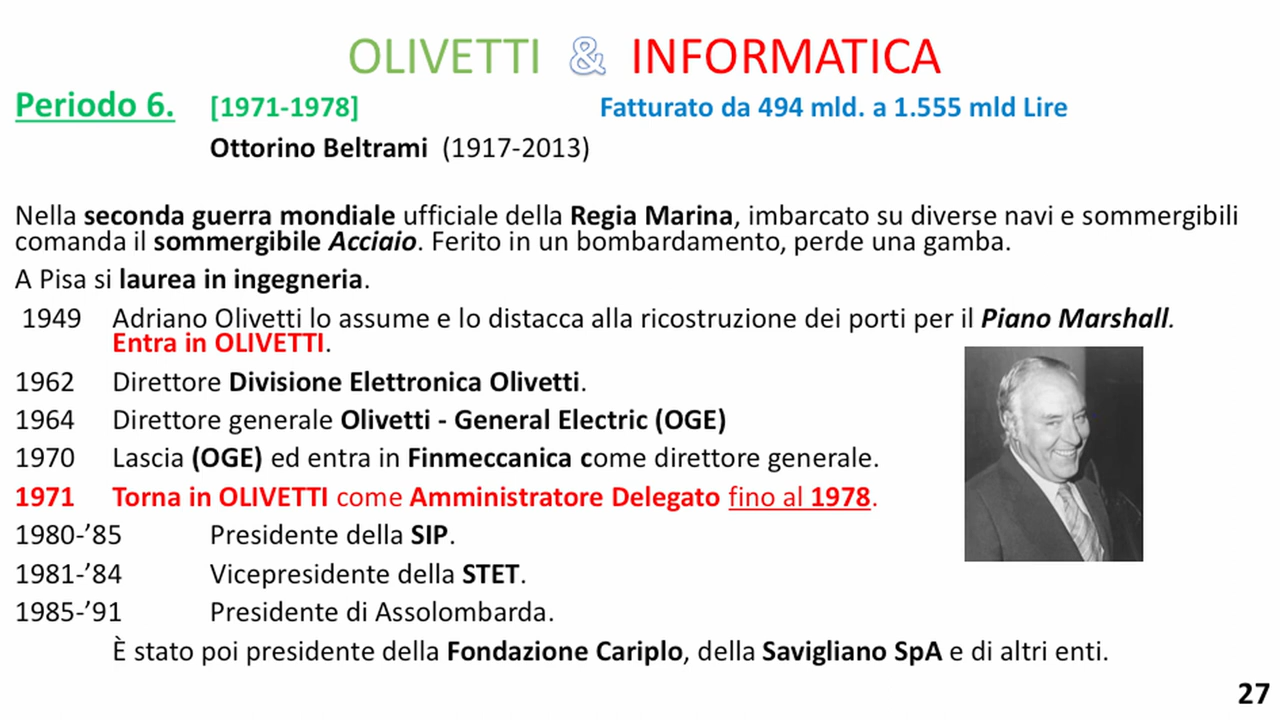 OLIVETTI & INFORMATICA
Periodo 6. [1971-1978] Fatturato da 494 mld. a 1.555 mld Lire
Ottorino Beltrami (1917-2013)
Nella seconda guerra mondiale ufficiale della Regia Marina, imbarcato su diverse navi e sommergibili
comanda il sommergibile Acciaio. Ferito in un bombardamento, perde una gamba.
A Pisa si laurea in ingegneria.
1949 Adriano Olivetti lo assume e lo distacca alla ricostruzione dei porti per il Piano Marshall.
Entra in OLIVETTI.
1962 Direttore Divisione Elettronica Olivetti.
1964 Direttore generale Olivetti - General Electric (OGE)
1970 Lascia (OGE) ed entra in Finmeccanica come direttore generale.
1971 Torna in OLIVETTI come Amministratore Delegato fino al 1978.
1980-’85 Presidente della SIP.
1981-’84 Vicepresidente della STET.
1985-’91 Presidente di Assolombarda.
È stato poi presidente della Fondazione Cariplo, della Savigliano SpA e di altri enti.
27